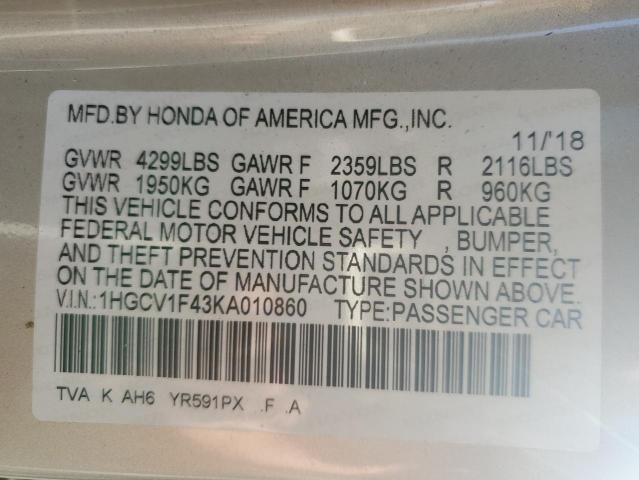 MFD.BY HONDA OF AMERICA MFG.,INC.
11/'18
GVWR 4299LBS GAWR F 2359LBS R 2116LBS
GVWR 1950KG GAWR F 1070KG R 960KG
THIS VEHICLE CONFORMS TO ALL APPLICABLE
FEDERAL MOTOR VEHICLE SAFETY , BUMPER,
AND THEFT PREVENTION STANDARDS IN EFFECT
ON THE DATE OF MANUFACTURE SHOWN ABOVE.
V.I.N.:1HGCV1F43KA010860 TYPE:PASSENGER CAR
TVA K AH6 YR591PX .F .A